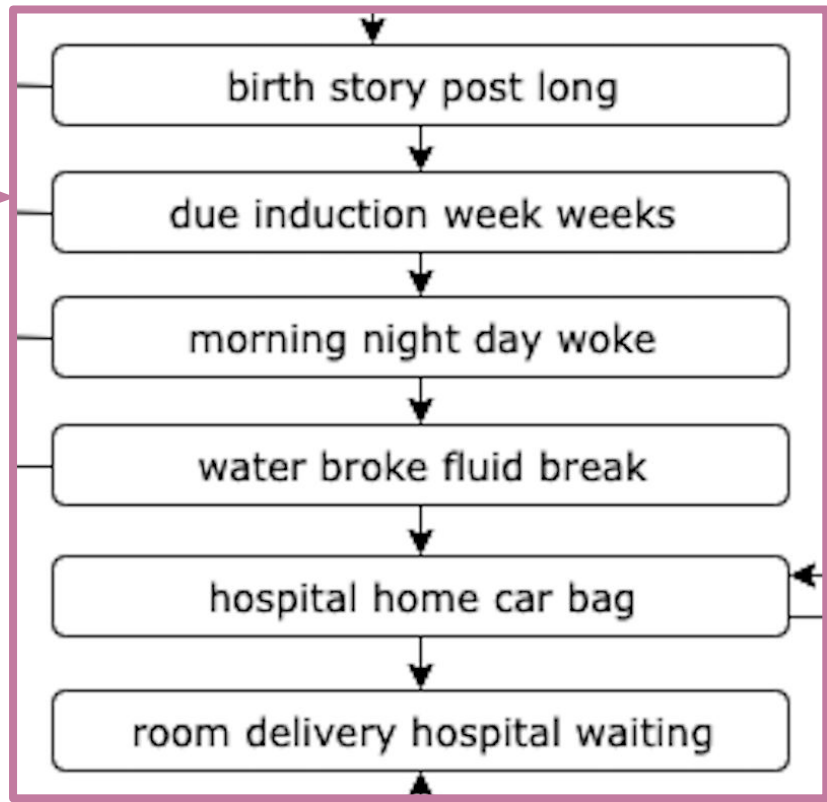 birth story post long
due induction week weeks
morning night day woke
water broke fluid break
hospital home car bag
room delivery hospital waiting